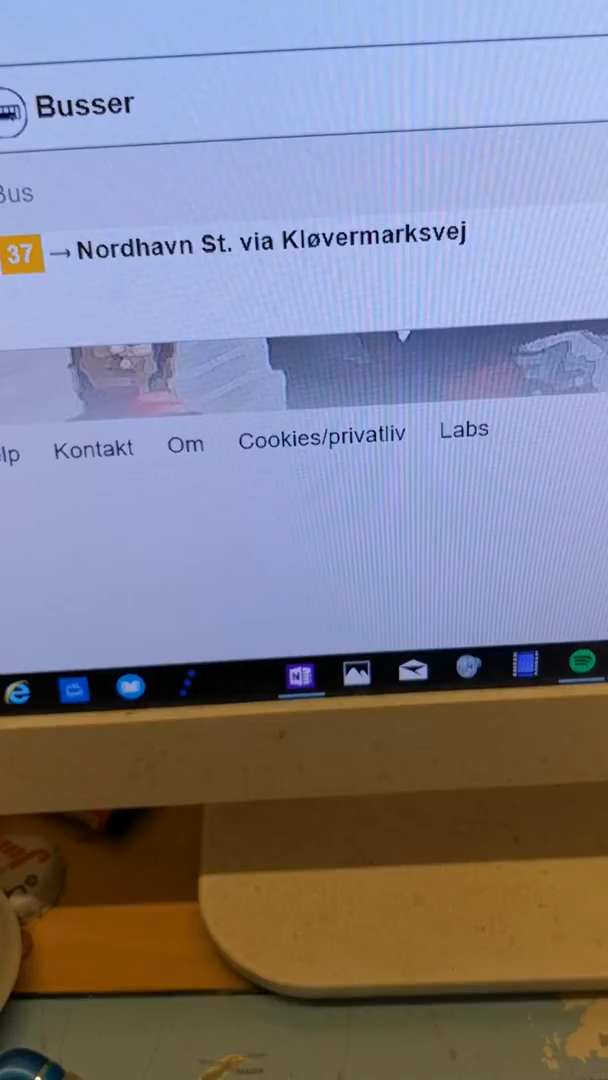 Busser
Bus
37 → Nordhavn St. via Kløvermarksvej
Kontakt Om Cookies/privatliv Labs